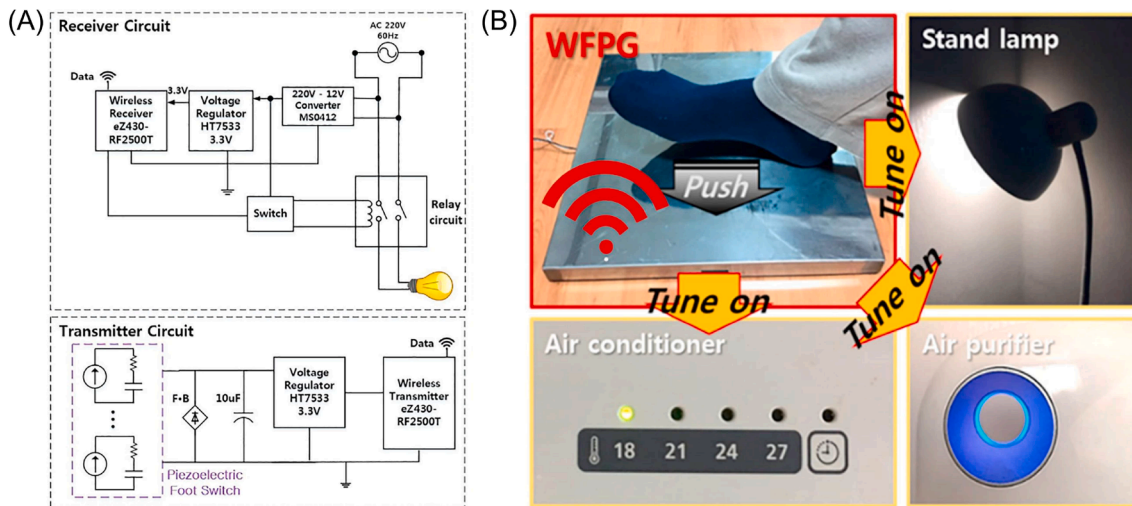 (A)
Receiver Circuit
AC 220V
60Hz
Data
3.3V
Wireless
Receiver
eZ430-
RF2500T
Voltage
Regulator
HT7533
3.3V
220V - 12V
Converter
MS0412
Switch
Relay
circuit
Transmitter Circuit
Data
F•B
10uF
Voltage
Regulator
HT7533
3.3V
Wireless
Transmitter
eZ430-
RF2500T
Piezoelectric
Foot Switch
(B)
WFPG
Push
Tune on
Stand lamp
Tune on
Tune on
Air conditioner
18 21 24 27
Air purifier